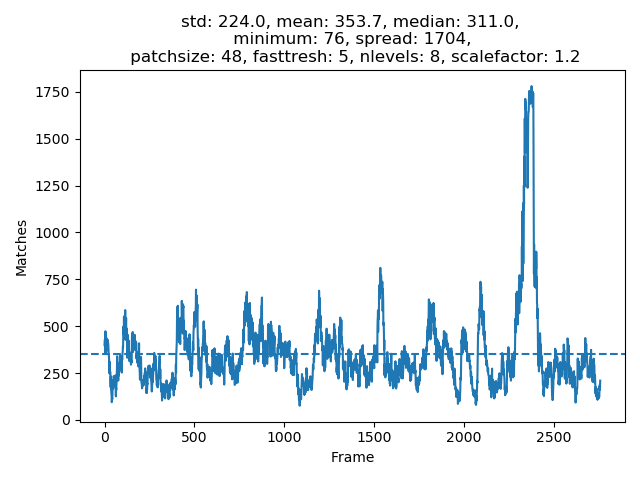 std: 224.0, mean: 353.7, median: 311.0,
minimum: 76, spread: 1704,
patchsize: 48, fasttresh: 5, nlevels: 8, scalefactor: 1.2
1750
1500
1250
1000
750
500
250
0
Matches
0 500 1000 1500 2000 2500
Frame